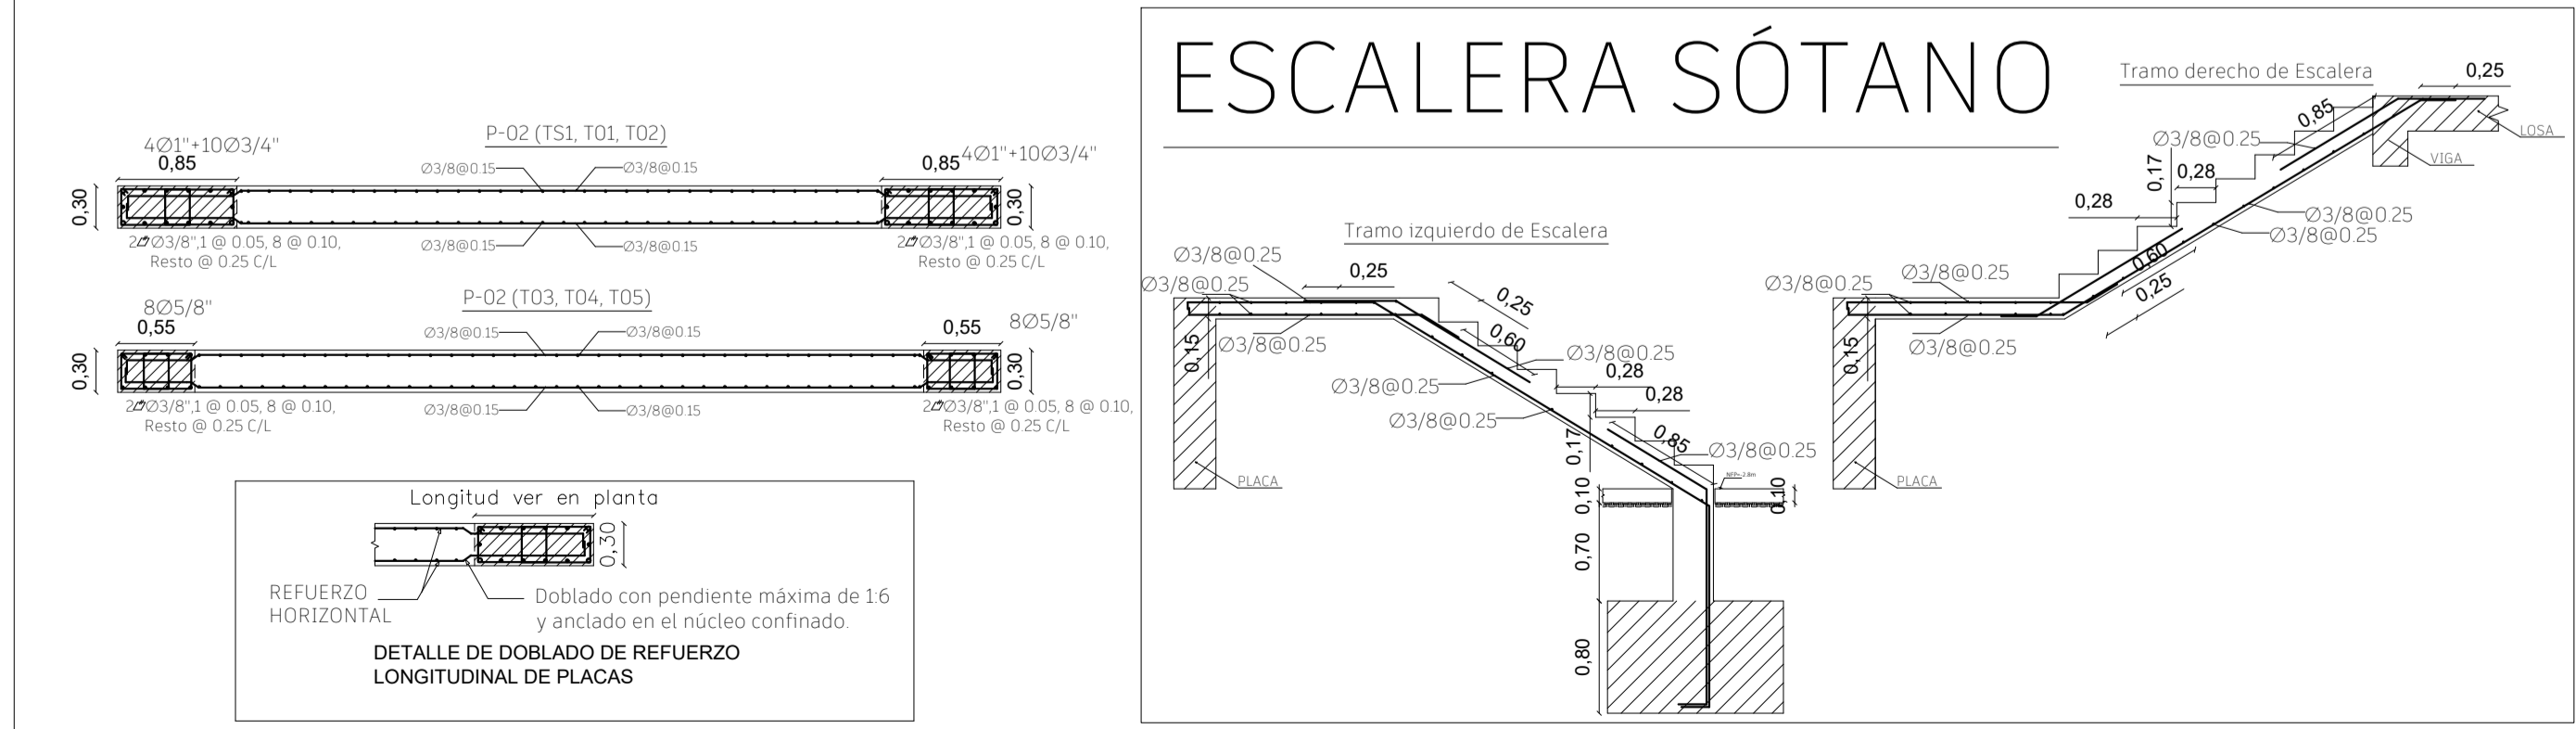 P-02 (TS1, T01, T02)
4Ø1"+10Ø3/4"
0,85
Ø3/8@0.15
Ø3/8@0.15
0,85
4Ø1"+10Ø3/4"
0,30
0,30
2 Ø3/8",1 @ 0.05, 8 @ 0.10,
Resto @ 0.25 C/L
Ø3/8@0.15
Ø3/8@0.15
2 Ø3/8",1 @ 0.05, 8 @ 0.10,
Resto @ 0.25 C/L
P-02 (T03, T04, T05)
8Ø5/8"
0,55
Ø3/8@0.15
Ø3/8@0.15
0,55
8Ø5/8"
0,30
0,30
2 Ø3/8",1 @ 0.05, 8 @ 0.10,
Resto @ 0.25 C/L
Ø3/8@0.15
Ø3/8@0.15
2 Ø3/8",1 @ 0.05, 8 @ 0.10,
Resto @ 0.25 C/L
Longitud ver en planta
0,30
REFUERZO
HORIZONTAL
Doblado con pendiente máxima de 1:6
y anclado en el núcleo confinado.
DETALLE DE DOBLADO DE REFUERZO
LONGITUDINAL DE PLACAS
ESCALERA SÓTANO
Tramo izquierdo de Escalera
Ø3/8@0.25
Ø3/8@0.25
0,25
0,25
0,60
0,15
Ø3/8@0.25
Ø3/8@0.25
0,28
Ø3/8@0.25
0,28
Ø3/8@0.25
0,17
0,85
Ø3/8@0.25
PLACA
NFP=-2.8m
0,10
0,10
0,70
0,80
Tramo derecho de Escalera
0,25
0,85
LOSA
Ø3/8@0.25
VIGA
0,17
0,28
0,28
Ø3/8@0.25
Ø3/8@0.25
0,60
0,25
Ø3/8@0.25
Ø3/8@0.25
0,15
Ø3/8@0.25
PLACA